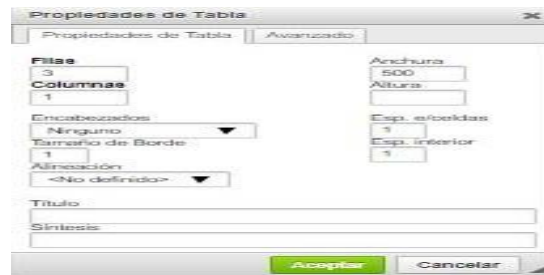 Propiedades de Tabla
Propiedades de Tabla Avanzado
Filas Anchura
3 500
Columnas Altura
1
Encabezados Esp. e/celdas
Ninguno 1
Tamaño de Borde Esp. interior
1 1
Alineación
<No definido>
Título
Síntesis
Aceptar Cancelar